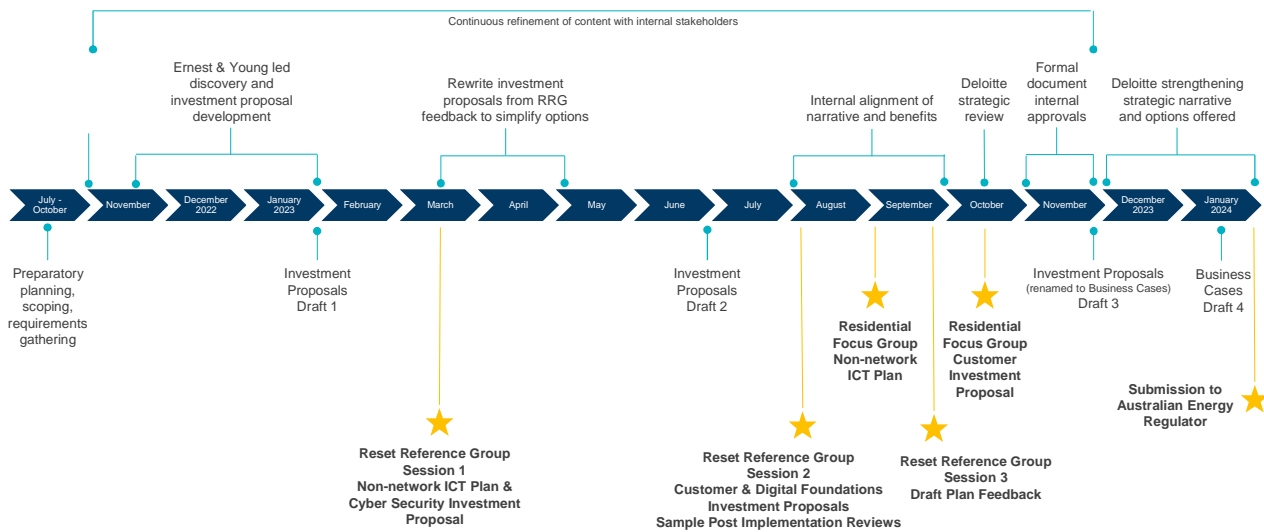 Continuous refinement of content with internal stakeholders
Ernest & Young led
discovery and
investment proposal
development
Rewrite investment
proposals from RRG
feedback to simplify options
Internal alignment of
narrative and benefits
Deloitte
strategic
review
Formal
document
internal
approvals
Deloitte strengthening
strategic narrative
and options offered
July -
October
November
December
2022
January
2023
February
March
April
May
June
July
August
September
October
November
December
2023
January
2024
Preparatory
planning,
scoping,
requirements
gathering
Investment
Proposals
Draft 1
Investment
Proposals
Draft 2
Investment Proposals
(renamed to Business Cases)
Draft 3
Business
Cases
Draft 4
Residential
Focus Group
Non-network
ICT Plan
Residential
Focus Group
Customer
Investment
Proposal
Submission to
Australian Energy
Regulator
Reset Reference Group
Session 1
Non-network ICT Plan &
Cyber Security Investment
Proposal
Reset Reference Group
Session 2
Customer & Digital Foundations
Investment Proposals
Sample Post Implementation Reviews
Reset Reference Group
Session 3
Draft Plan Feedback